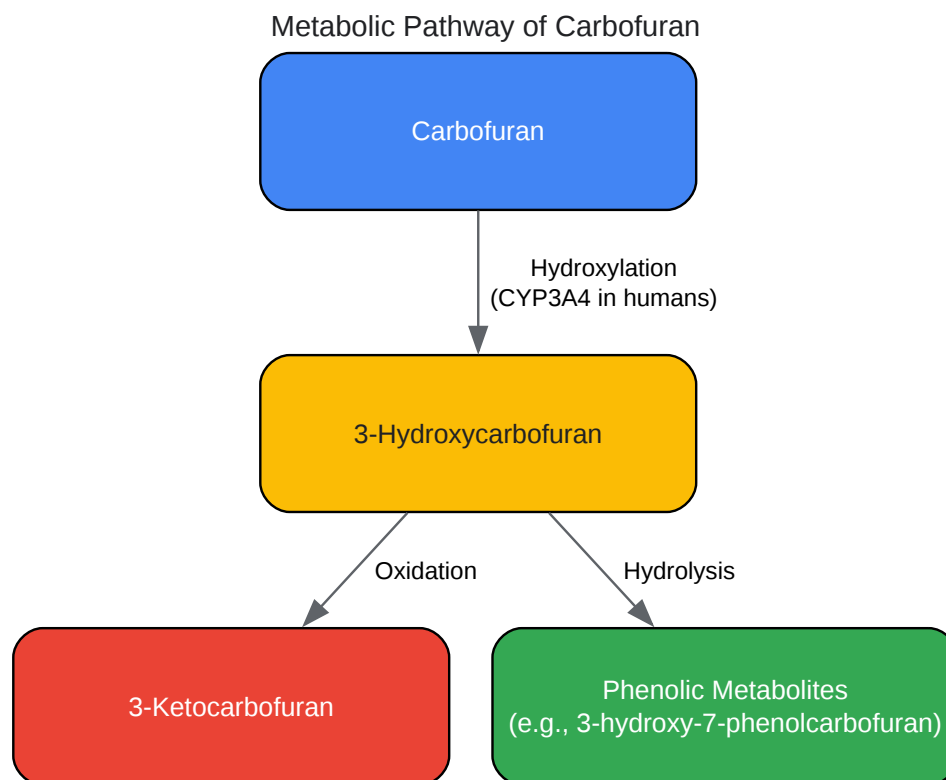 Metabolic Pathway of Carbofuran
Carbofuran
Hydroxylation
(CYP3A4 in humans)
3-Hydroxycarbofuran
Oxidation
Hydrolysis
3-Ketocarbofuran
Phenolic Metabolites
(e.g., 3-hydroxy-7-phenolcarbofuran)